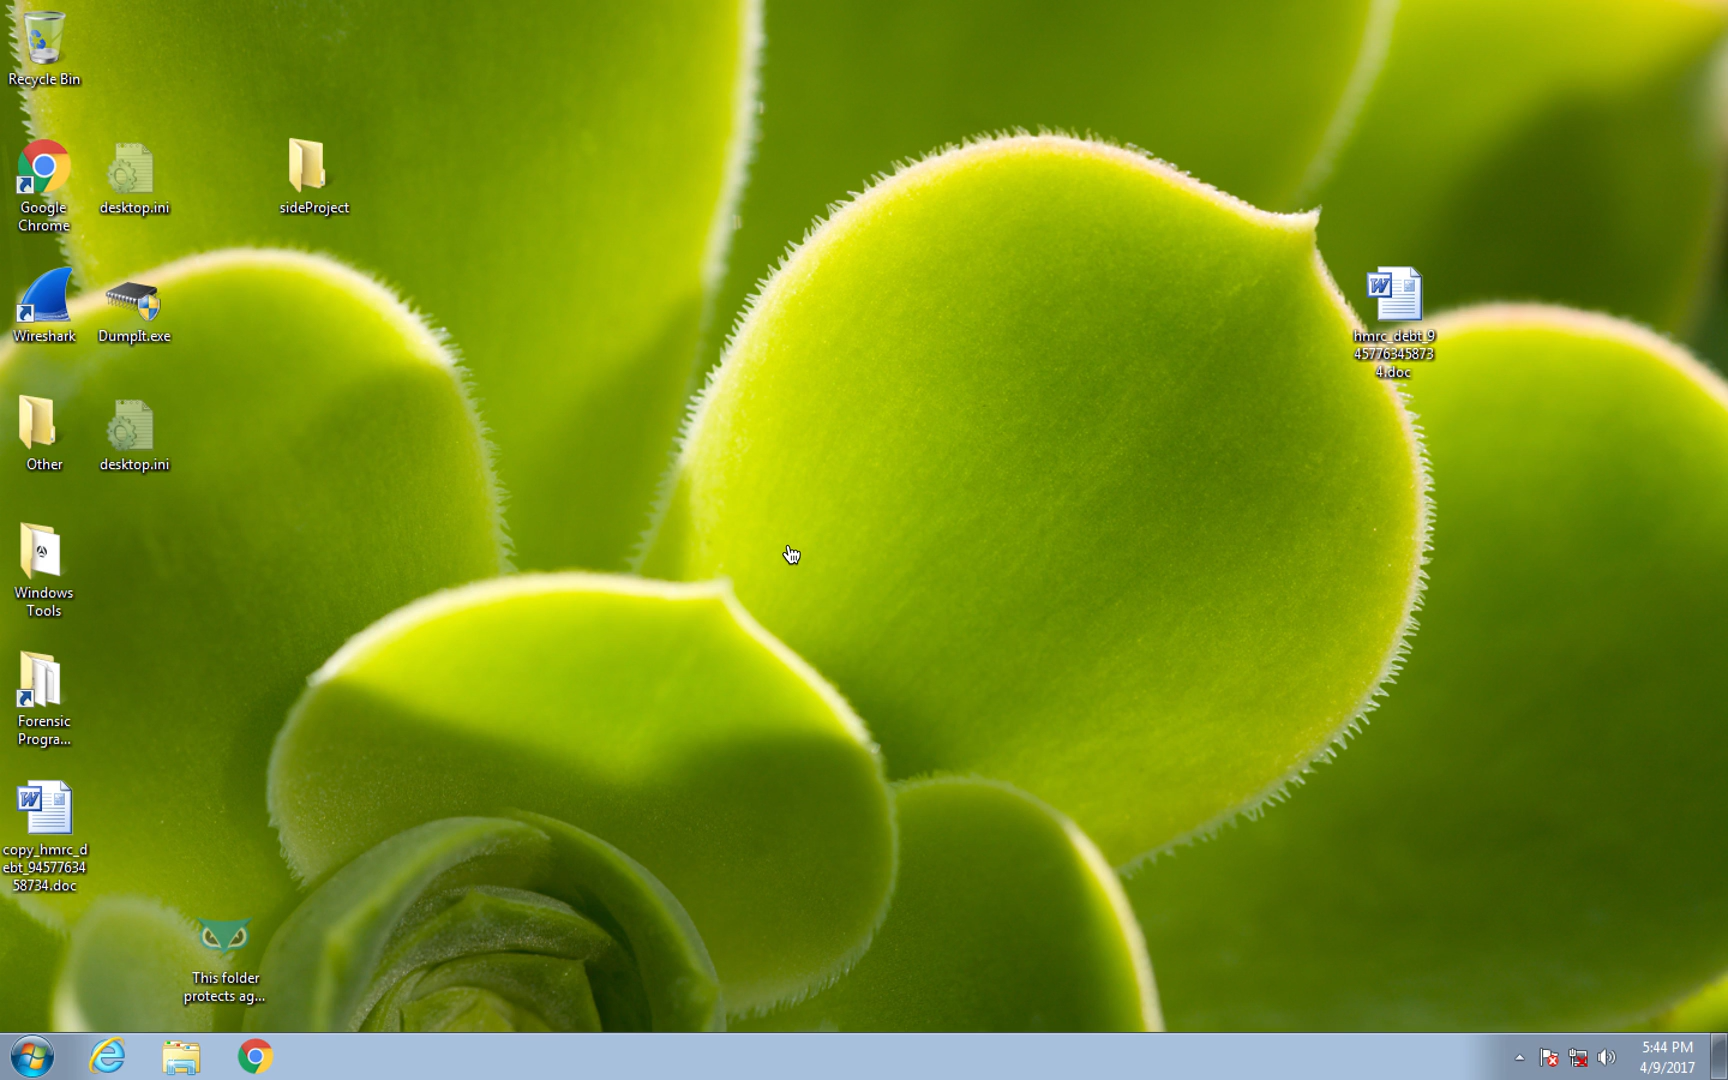 Recycle Bin
Google
Chrome
desktop.ini
sideProject
Wireshark
DumpIt.exe
hmrc_debt_9
45776345873
4.doc
Other
desktop.ini
Windows
Tools
Forensic
Progra...
copy_hmrc_d
ebt_94577634
58734.doc
This folder
protects ag...
5:44 PM
4/9/2017